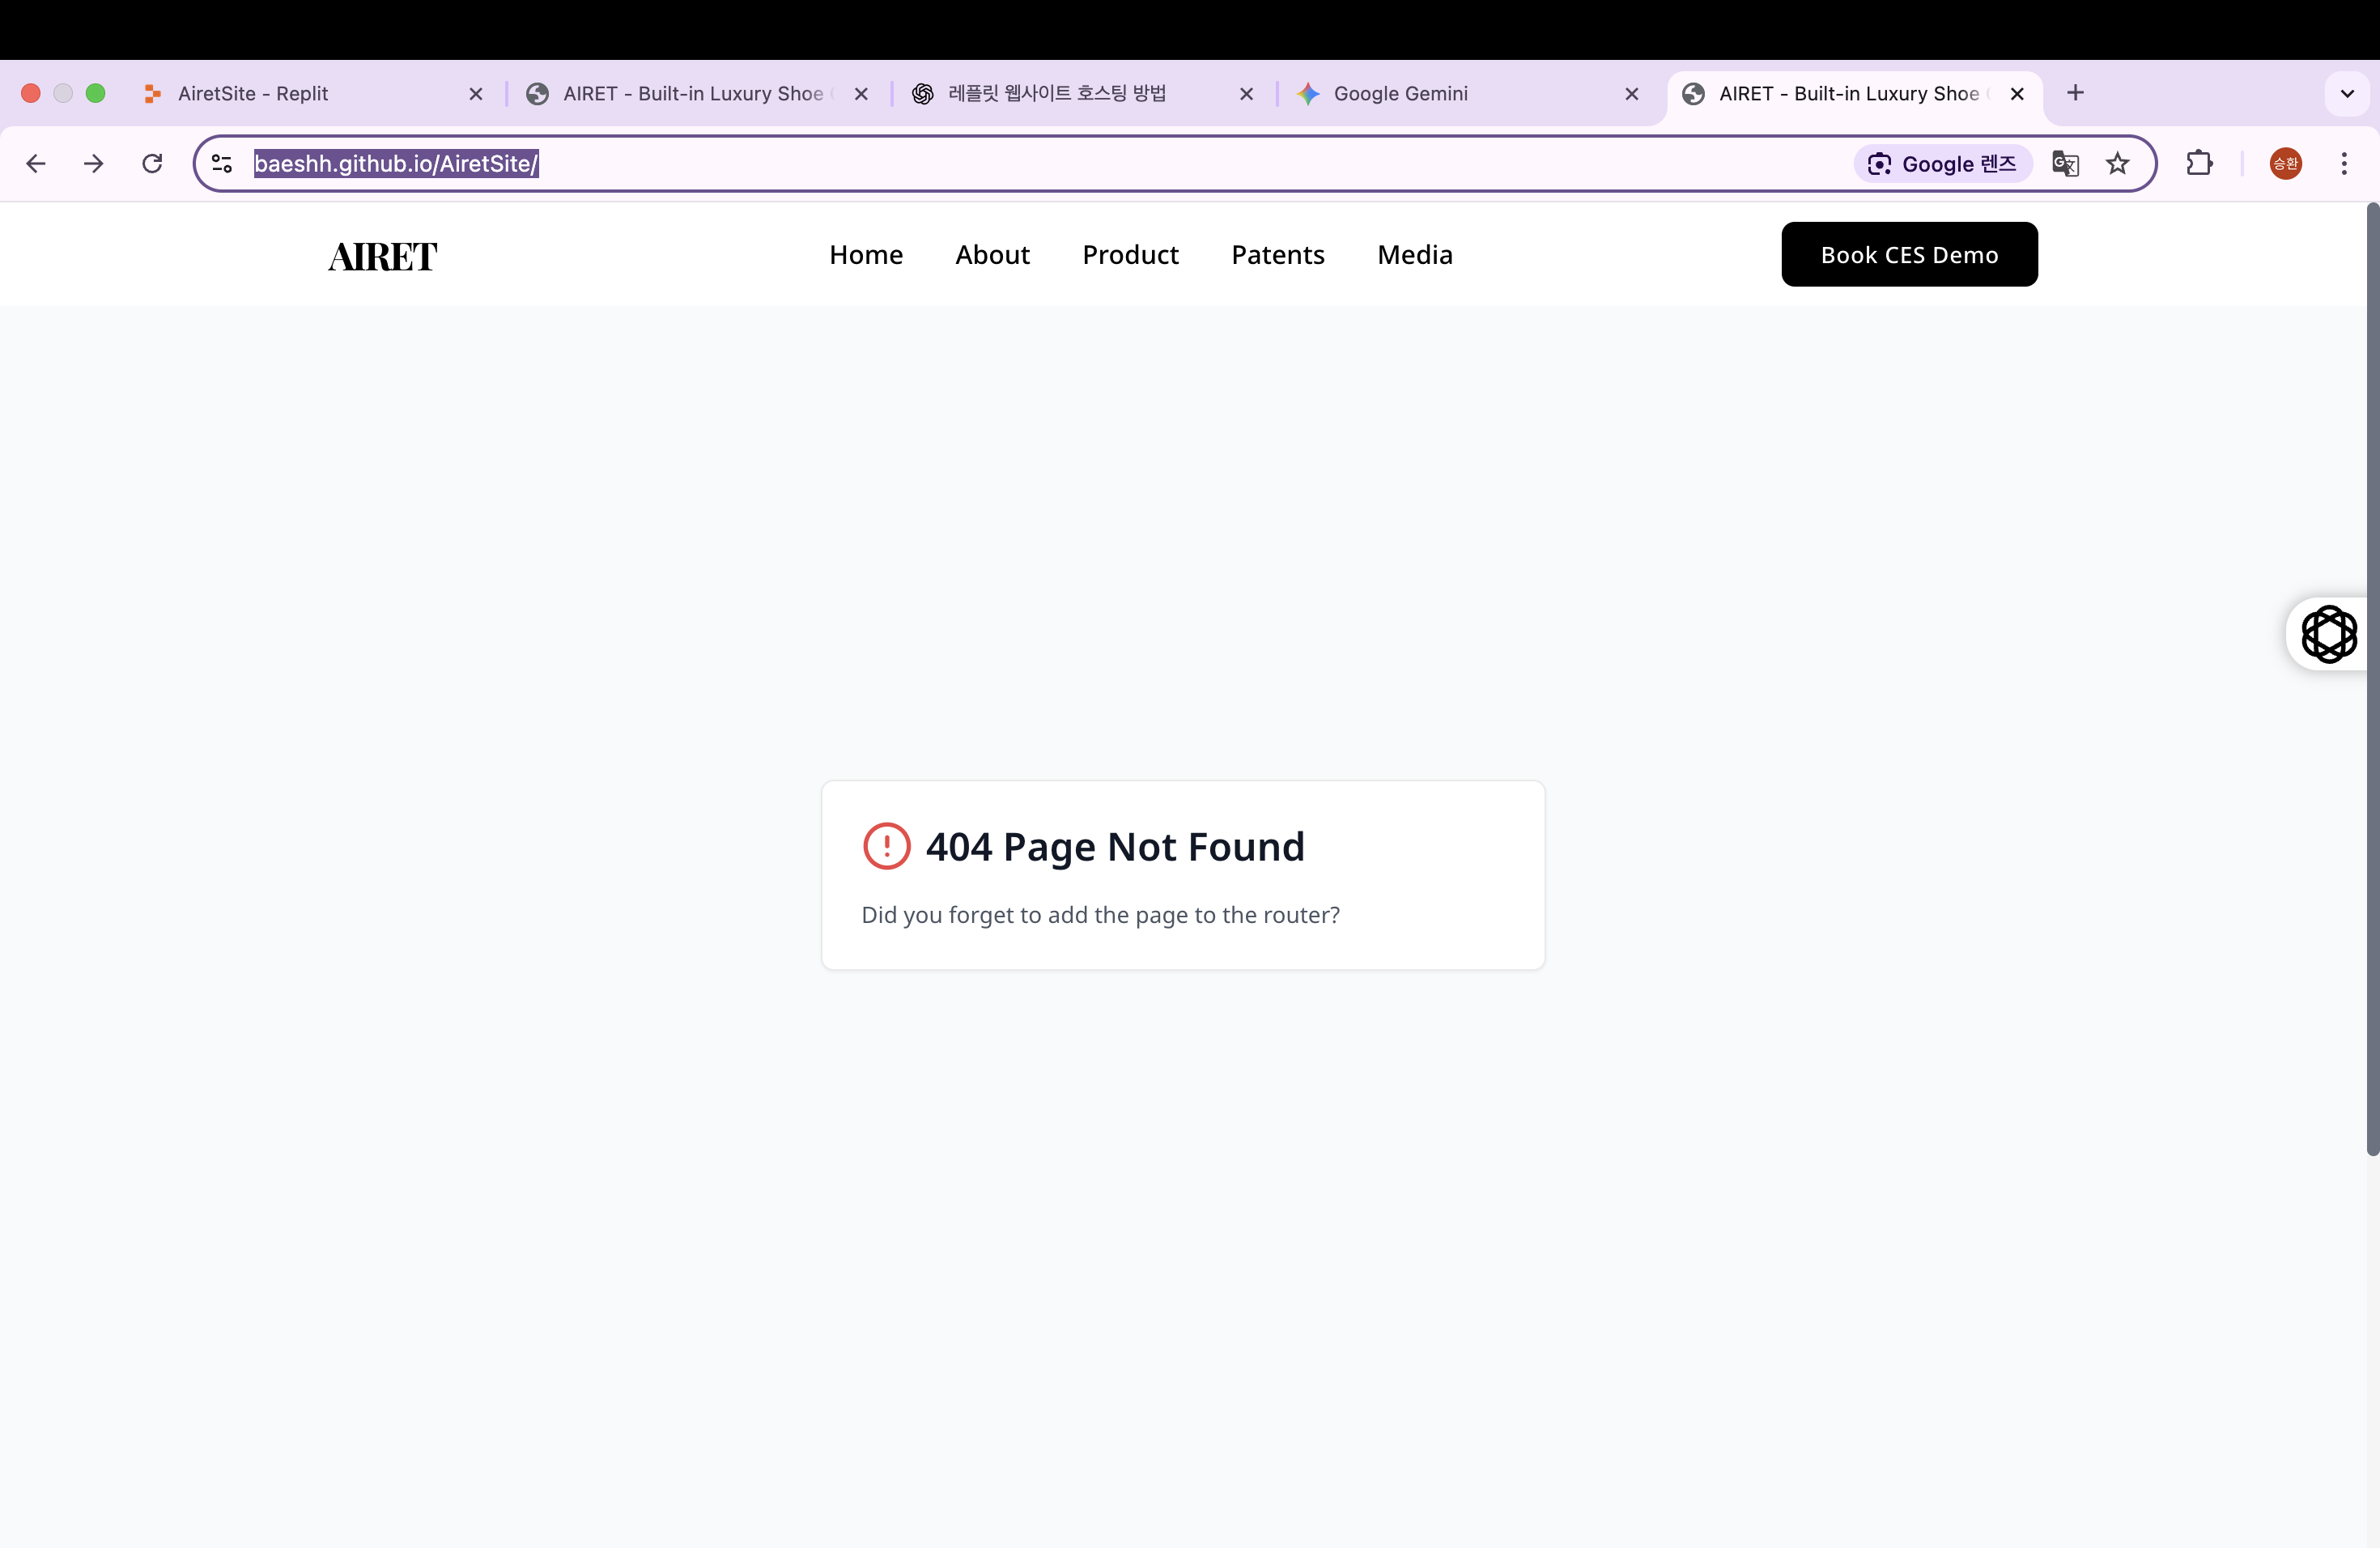 AiretSite - Replit
AIRET - Built-in Luxury Shoe
레플릿 웹사이트 호스팅 방법
Google Gemini
AIRET - Built-in Luxury Shoe
baeshh.github.io/AiretSite/
Google 렌즈
승환
AIRET
Home
About
Product
Patents
Media
Book CES Demo
404 Page Not Found
Did you forget to add the page to the router?